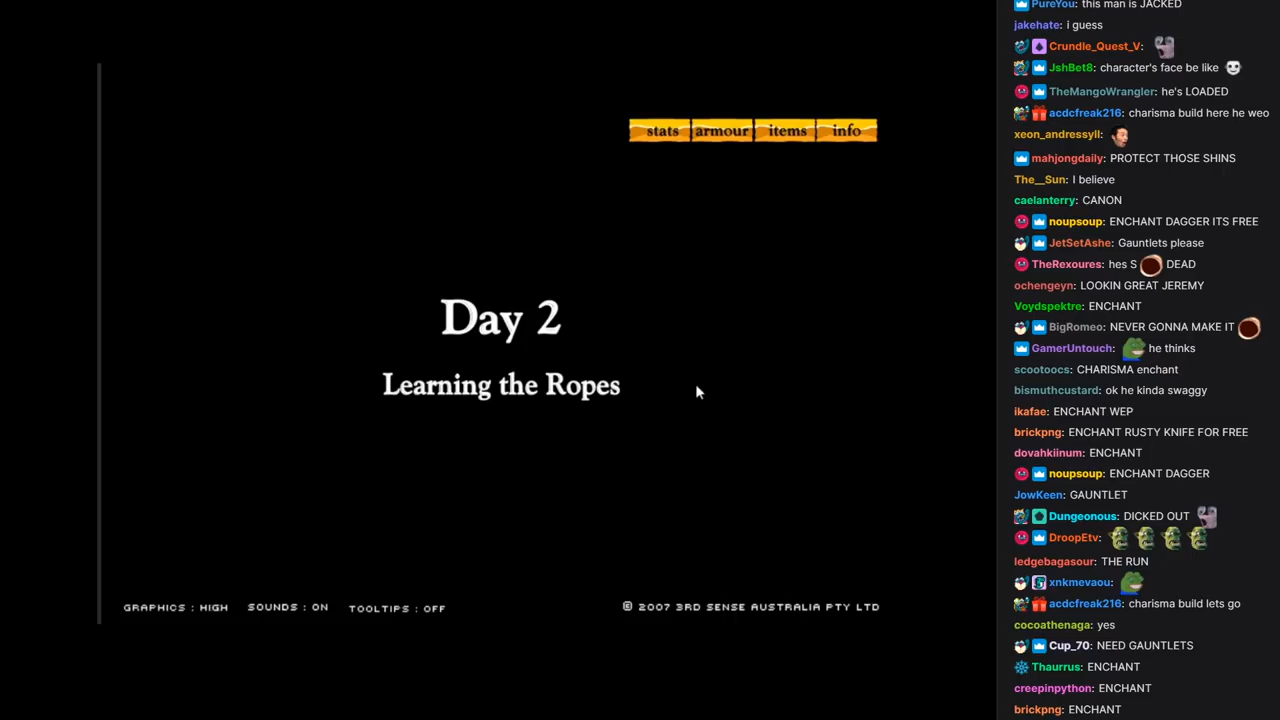 stats armour items info
Day 2
Learning the Ropes
GRAPHICS : HIGH SOUNDS : ON TOOLTIPS : OFF
© 2007 3RD SENSE AUSTRALIA PTY LTD
PureYou: this man is JACKED
jakehate: i guess
Crundle_Quest_V:
JshBet8: character's face be like
TheMangoWrangler: he's LOADED
acdcfreak216: charisma build here he weo
xeon_andressyll:
mahjongdaily: PROTECT THOSE SHINS
The__Sun: I believe
caelanterry: CANON
noupsoup: ENCHANT DAGGER ITS FREE
JetSetAshe: Gauntlets please
TheRexoures: hes S DEAD
ochengeyn: LOOKIN GREAT JEREMY
Voydspektre: ENCHANT
BigRomeo: NEVER GONNA MAKE IT
GamerUntouch: he thinks
scootoocs: CHARISMA enchant
bismuthcustard: ok he kinda swaggy
ikafae: ENCHANT WEP
brickpng: ENCHANT RUSTY KNIFE FOR FREE
dovahkiinum: ENCHANT
noupsoup: ENCHANT DAGGER
JowKeen: GAUNTLET
Dungeonous: DICKED OUT
DroopEtv:
ledgebagasour: THE RUN
xnkmevaou:
acdcfreak216: charisma build lets go
cocoathenaga: yes
Cup_70: NEED GAUNTLETS
Thaurrus: ENCHANT
creepinpython: ENCHANT
brickpng: ENCHANT